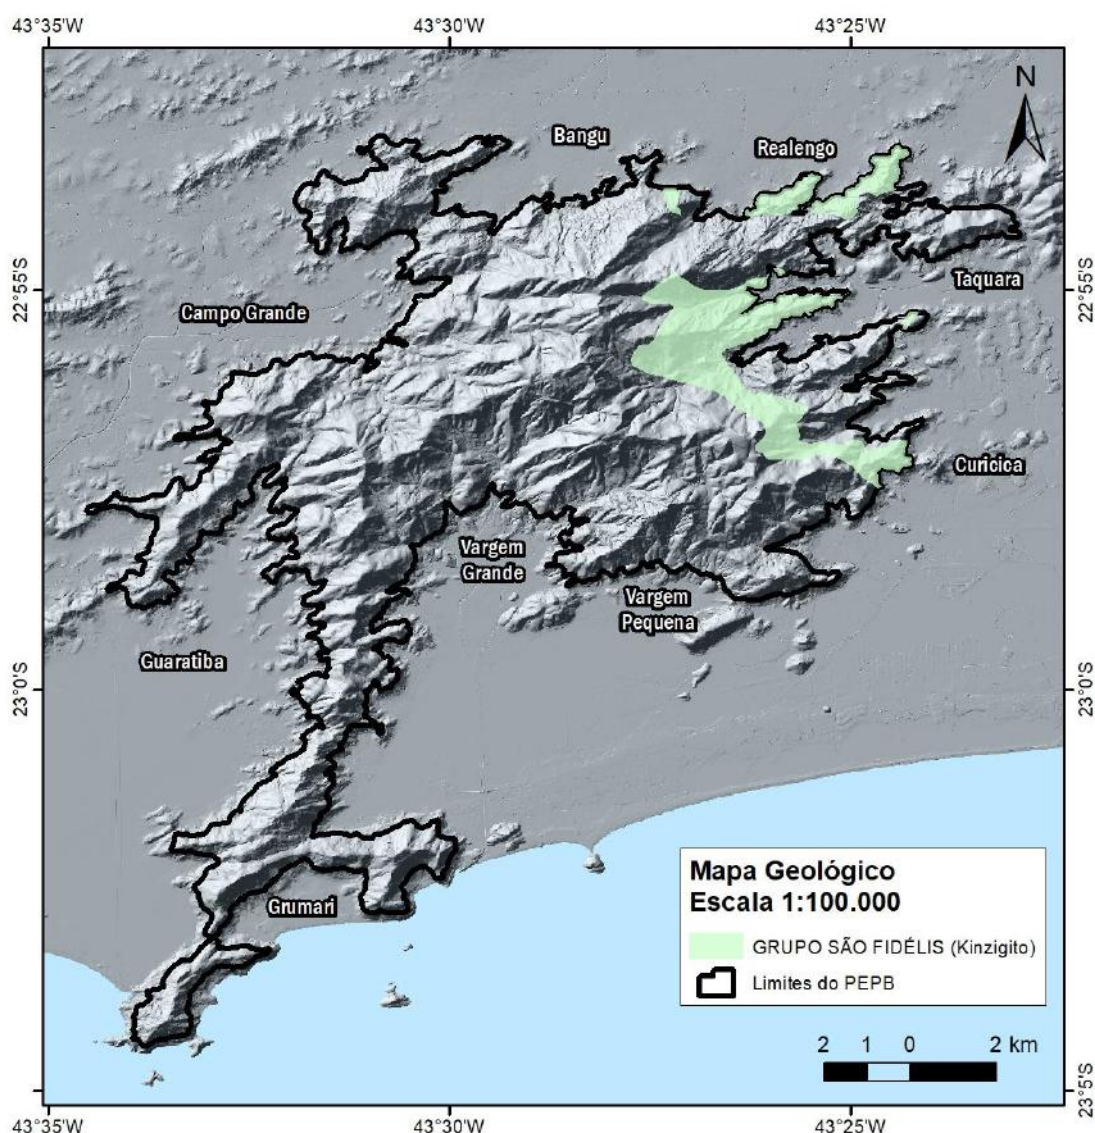 43°35'W
43°30'W
43°25'W
N
Bangu
Realengo
22°55'S
Taquara
22°55'S
Campo Grande
Curicica
Vargem
Grande
Vargem
Pequena
Guaratiba
23°0'S
23°0'S
Grumari
Mapa Geológico
Escala 1:100.000
GRUPO SÃO FIDÉLIS (Kinzigito)
Limites do PEPB
2 1 0 2 km
23°5'S
43°35'W
43°30'W
43°25'W